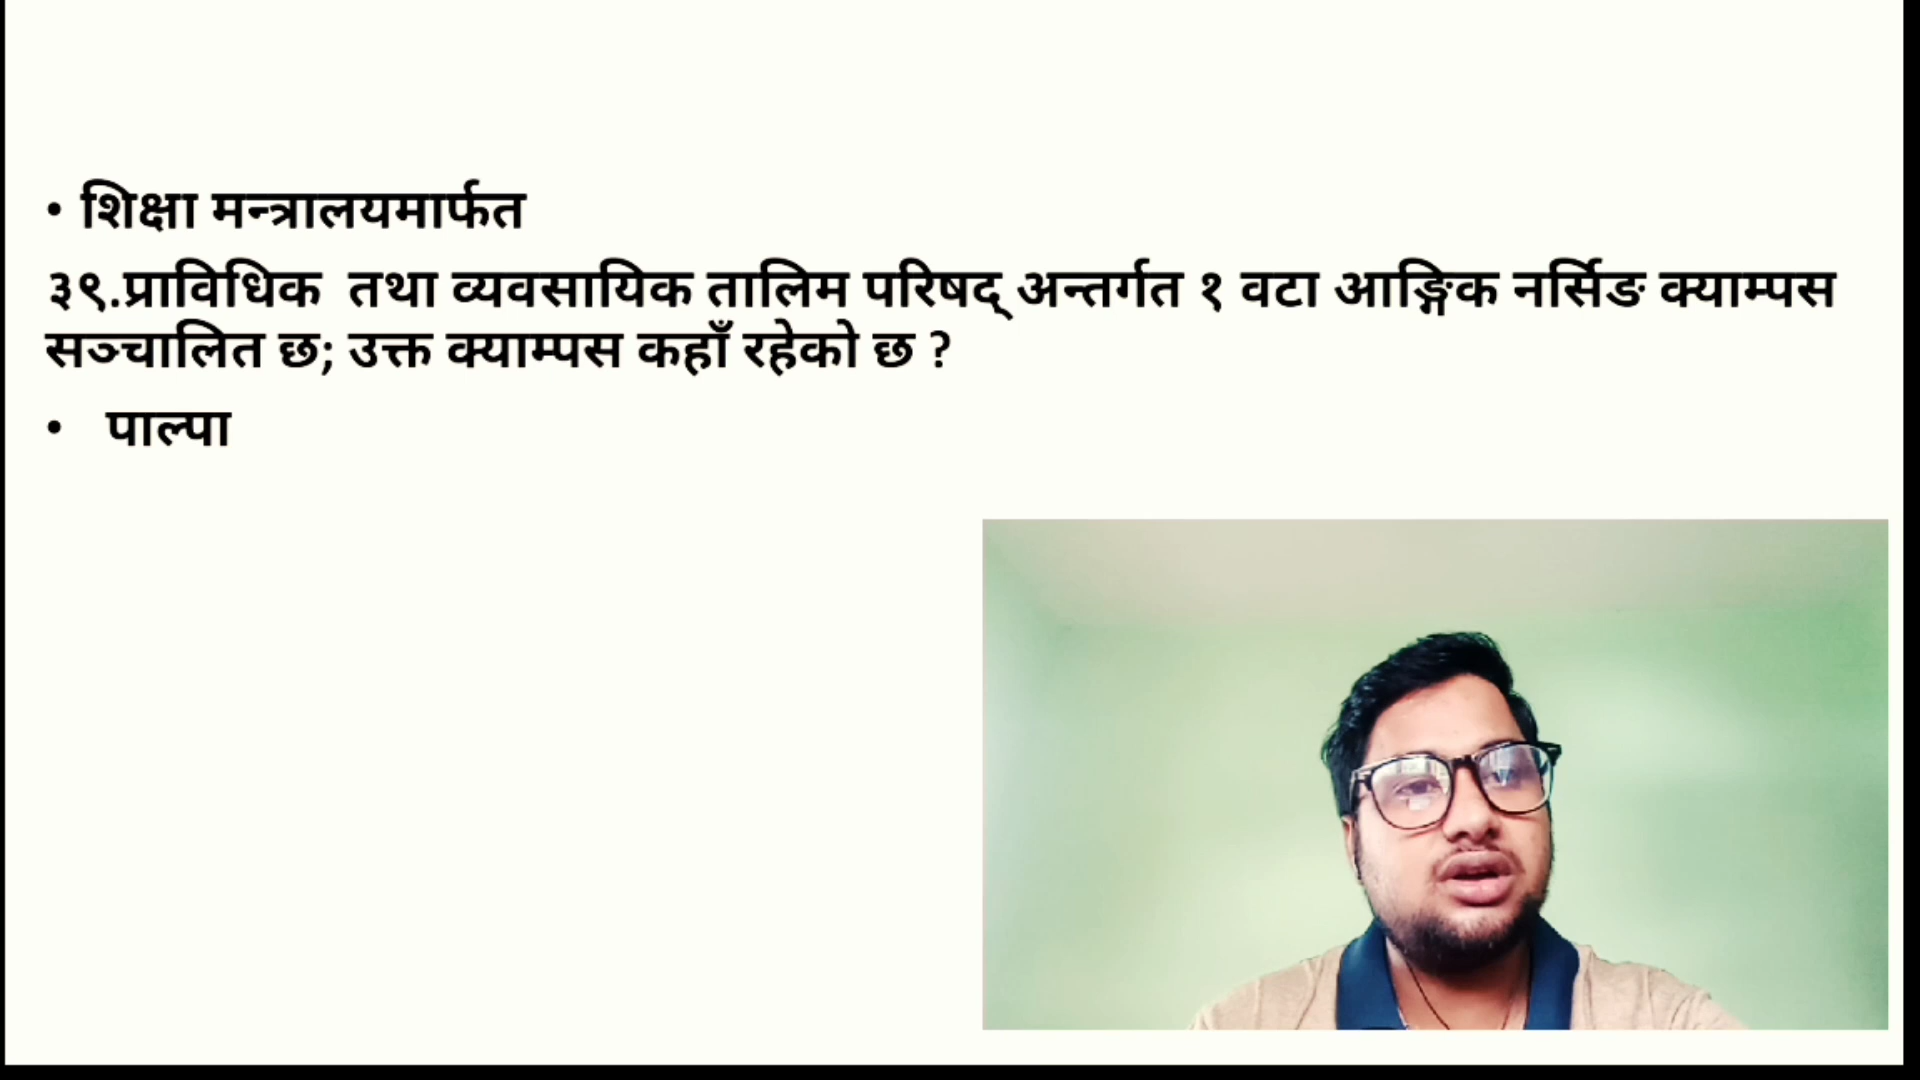 • शिक्षा मन्त्रालयमार्फत
३९.प्राविधिक तथा व्यवसायिक तालिम परिषद् अन्तर्गत १ वटा आङ्गिक नर्सिङ क्याम्पस
सञ्चालित छ; उक्त क्याम्पस कहाँ रहेको छ ?
• पाल्पा